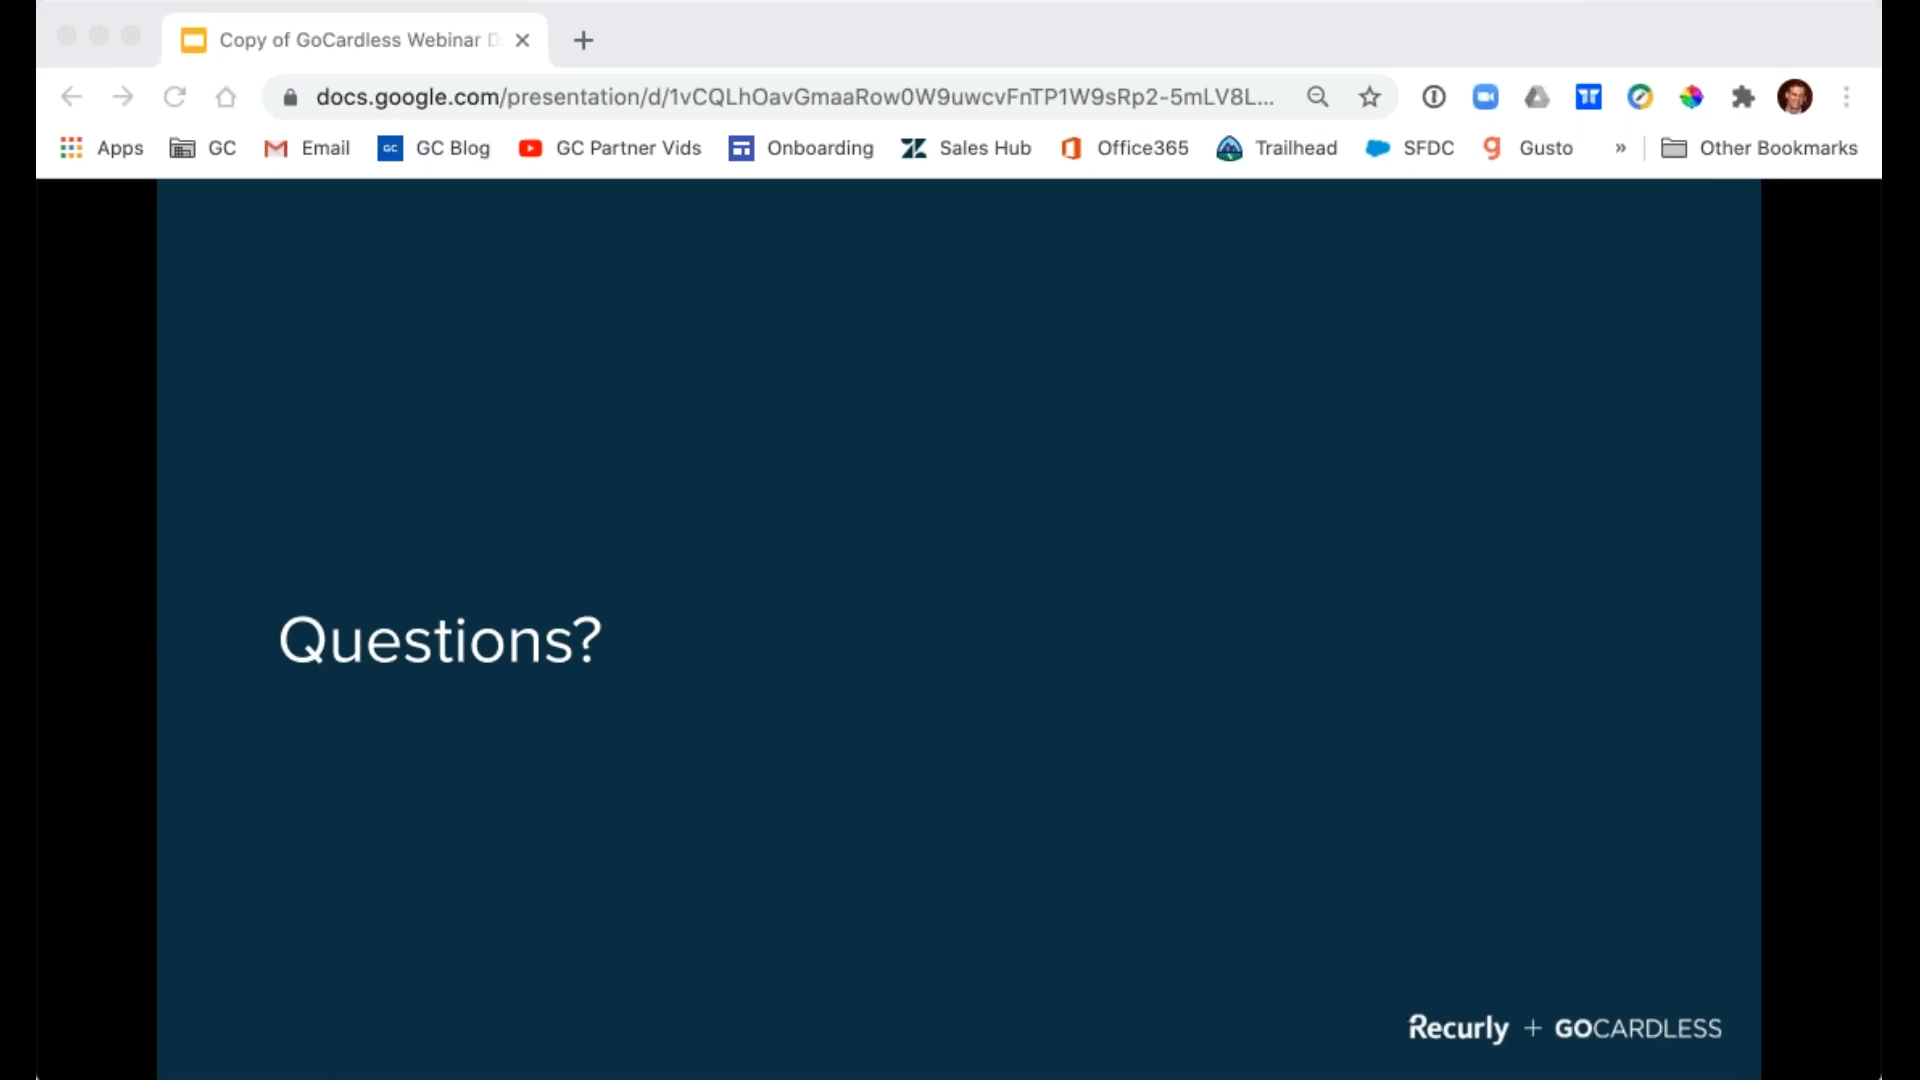 Copy of GoCardless Webinar D
docs.google.com/presentation/d/1vCQLhOavGmaaRow0W9uwcvFnTP1W9sRp2-5mLV8L...
Apps GC Email GC GC Blog GC Partner Vids Onboarding Sales Hub Office365 Trailhead SFDC Gusto » Other Bookmarks
Questions?
Recurly + GOCARDLESS